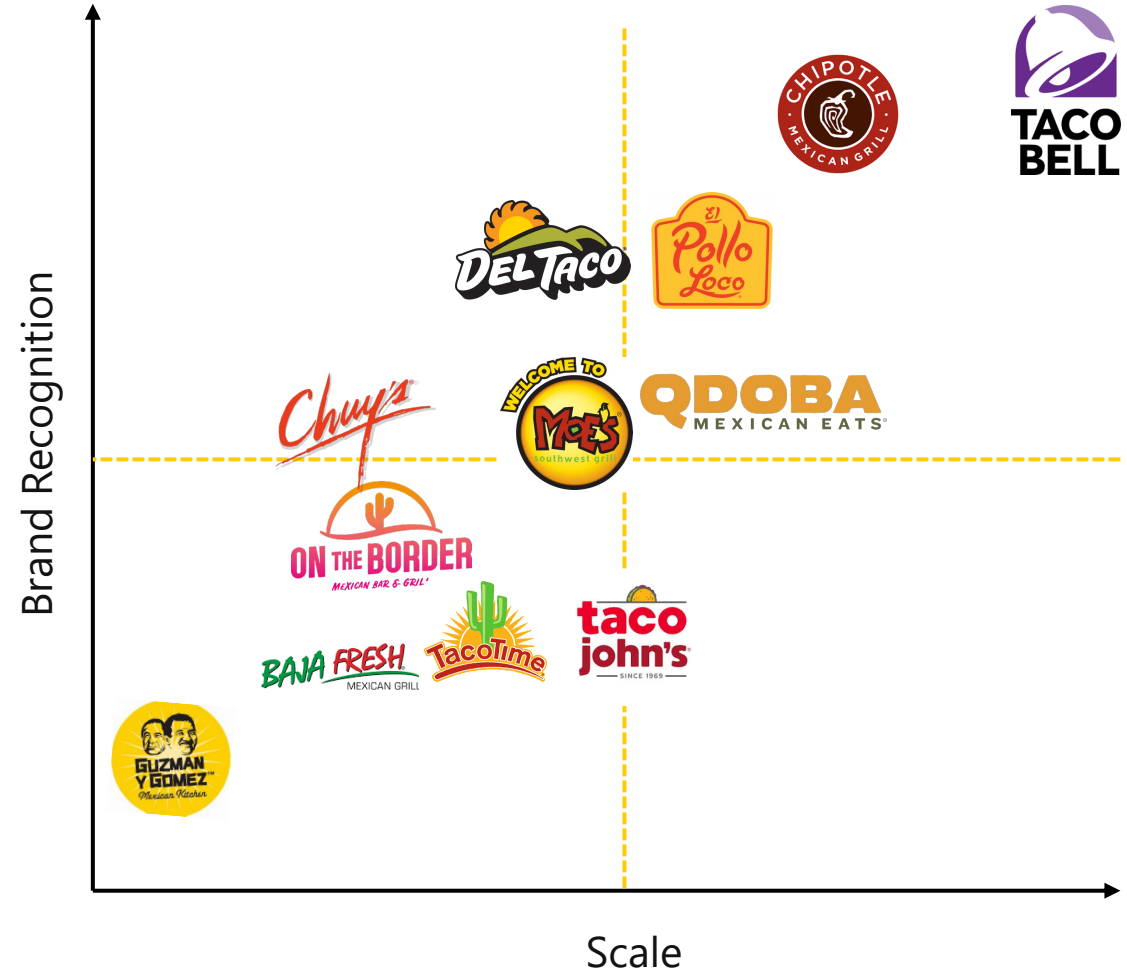 Brand Recognition
CHIPOTLE
MEXICAN GRILL
TACO
BELL
DEL TACO
El
Pollo
Loco
Chuy's
WELCOME TO
MOE'S
southwest grill
QDOBA
MEXICAN EATS
ON THE BORDER
MEXICAN BAR & GRILL
taco
john's
SINCE 1969
TacoTime
BAJA FRESH
MEXICAN GRILL
GUZMAN
Y GOMEZ™
Mexican Kitchen
Scale